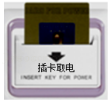 插卡取电
INSERT KEY FOR POWER